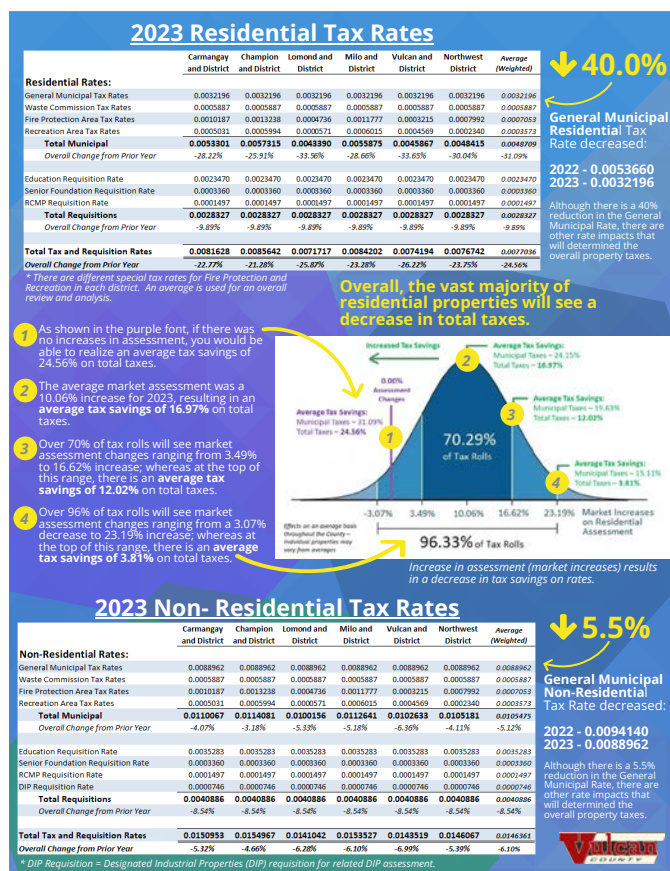 2023 Residential Tax Rates
Carmangay and District Champion and District Lomond and District Milo and District Vulcan and District Northwest District Average (Weighted)
Residential Rates:
General Municipal Tax Rates 0.0032196 0.0032196 0.0032196 0.0032196 0.0032196 0.0032196 0.0032196
Waste Commission Tax Rates 0.0005887 0.0005887 0.0005887 0.0005887 0.0005887 0.0005887 0.0005887
Fire Protection Area Tax Rates 0.0010187 0.0013238 0.0004736 0.0011777 0.0003215 0.0007992 0.0007053
Recreation Area Tax Rates 0.0005031 0.0005994 0.0000571 0.0006015 0.0004569 0.0002340 0.0003573
Total Municipal 0.0053301 0.0057315 0.0043390 0.0055875 0.0045867 0.0048415 0.0048709
Overall Change from Prior Year -28.22% -25.91% -33.56% -28.66% -33.65% -30.04% -31.09%
Education Requisition Rate 0.0023470 0.0023470 0.0023470 0.0023470 0.0023470 0.0023470 0.0023470
Senior Foundation Requisition Rate 0.0003360 0.0003360 0.0003360 0.0003360 0.0003360 0.0003360 0.0003360
RCMP Requisition Rate 0.0001497 0.0001497 0.0001497 0.0001497 0.0001497 0.0001497 0.0001497
Total Requisitions 0.0028327 0.0028327 0.0028327 0.0028327 0.0028327 0.0028327 0.0028327
Overall Change from Prior Year -9.89% -9.89% -9.89% -9.89% -9.89% -9.89% -9.89%
Total Tax and Requisition Rates 0.0081628 0.0085642 0.0071717 0.0084202 0.0074194 0.0076742 0.0077036
Overall Change from Prior Year -22.77% -21.28% -25.87% -23.28% -26.22% -23.75% -24.56%
* There are different special tax rates for Fire Protection and
Recreation in each district. An average is used for an overall
review and analysis.
40.0%
General Municipal
Residential Tax
Rate decreased:
2022 - 0.0053660
2023 - 0.0032196
Although there is a 40%
reduction in the General
Municipal Rate, there are
other rate impacts that
will determined the
overall property taxes.
Overall, the vast majority of
residential properties will see a
decrease in total taxes.
1
As shown in the purple font, if there was
no increases in assessment, you would be
able to realize an average tax savings of
24.56% on total taxes.
2
The average market assessment was a
10.06% increase for 2023, resulting in an
average tax savings of 16.97% on total
taxes.
3
Over 70% of tax rolls will see market
assessment changes ranging from 3.49%
to 16.62% increase; whereas at the top of
this range, there is an average tax
savings of 12.02% on total taxes.
4
Over 96% of tax rolls will see market
assessment changes ranging from a 3.07%
decrease to 23.19% increase; whereas at
the top of this range, there is an average
tax savings of 3.81% on total taxes.
Increased Tax Savings
0.00%
Assessment
Changes
Average Tax Savings:
Municipal Taxes – 31.09%
Total Taxes – 24.56%
1
2
Average Tax Savings:
Municipal Taxes – 24.15%
Total Taxes – 16.97%
3
Average Tax Savings:
Municipal Taxes – 19.63%
Total Taxes – 12.02%
4
Average Tax Savings:
Municipal Taxes – 15.11%
Total Taxes – 3.81%
70.29%
of Tax Rolls
-3.07% 3.49% 10.06% 16.62% 23.19%
Market Increases
on Residential
Assessment
Effects on an average basis
throughout the County –
individual properties may
vary from averages
96.33% of Tax Rolls
Increase in assessment (market increases) results
in a decrease in tax savings on rates.
2023 Non- Residential Tax Rates
Carmangay and District Champion and District Lomond and District Milo and District Vulcan and District Northwest District Average (Weighted)
Non-Residential Rates:
General Municipal Tax Rates 0.0088962 0.0088962 0.0088962 0.0088962 0.0088962 0.0088962 0.0088962
Waste Commission Tax Rates 0.0005887 0.0005887 0.0005887 0.0005887 0.0005887 0.0005887 0.0005887
Fire Protection Area Tax Rates 0.0010187 0.0013238 0.0004736 0.0011777 0.0003215 0.0007992 0.0007053
Recreation Area Tax Rates 0.0005031 0.0005994 0.0000571 0.0006015 0.0004569 0.0002340 0.0003573
Total Municipal 0.0110067 0.0114081 0.0100156 0.0112641 0.0102633 0.0105181 0.0105475
Overall Change from Prior Year -4.07% -3.18% -5.33% -5.18% -6.36% -4.11% -5.12%
Education Requisition Rate 0.0035283 0.0035283 0.0035283 0.0035283 0.0035283 0.0035283 0.0035283
Senior Foundation Requisition Rate 0.0003360 0.0003360 0.0003360 0.0003360 0.0003360 0.0003360 0.0003360
RCMP Requisition Rate 0.0001497 0.0001497 0.0001497 0.0001497 0.0001497 0.0001497 0.0001497
DIP Requisition Rate 0.0000746 0.0000746 0.0000746 0.0000746 0.0000746 0.0000746 0.0000746
Total Requisitions 0.0040886 0.0040886 0.0040886 0.0040886 0.0040886 0.0040886 0.0040886
Overall Change from Prior Year -8.54% -8.54% -8.54% -8.54% -8.54% -8.54% -8.54%
Total Tax and Requisition Rates 0.0150953 0.0154967 0.0141042 0.0153527 0.0143519 0.0146067 0.0146361
Overall Change from Prior Year -5.32% -4.66% -6.28% -6.10% -6.99% -5.39% -6.10%
* DIP Requisition = Designated Industrial Properties (DIP) requisition for related DIP assessment.
5.5%
General Municipal
Non-Residential
Tax Rate decreased:
2022 - 0.0094140
2023 - 0.0088962
Although there is a 5.5%
reduction in the General
Municipal Rate, there are
other rate impacts that
will determined the
overall property taxes.
Vulcan
COUNTY